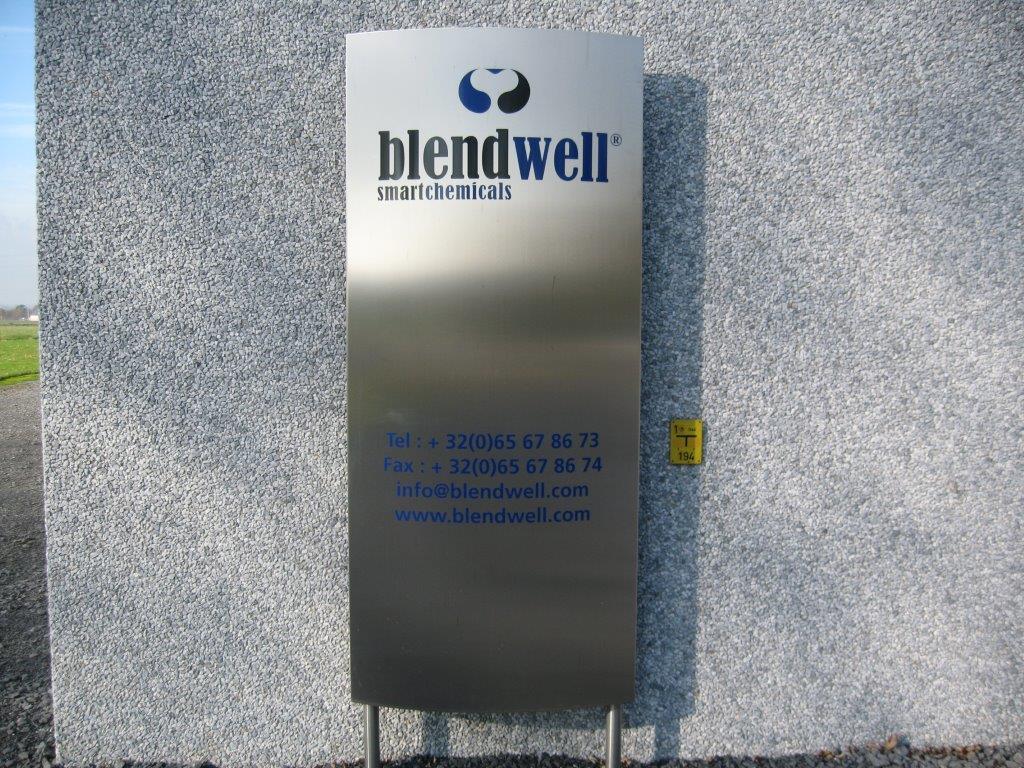 blendwell®
smartchemicals
Tel : + 32(0)65 67 86 73
Fax : + 32(0)65 67 86 74
info@blendwell.com
www.blendwell.com
194